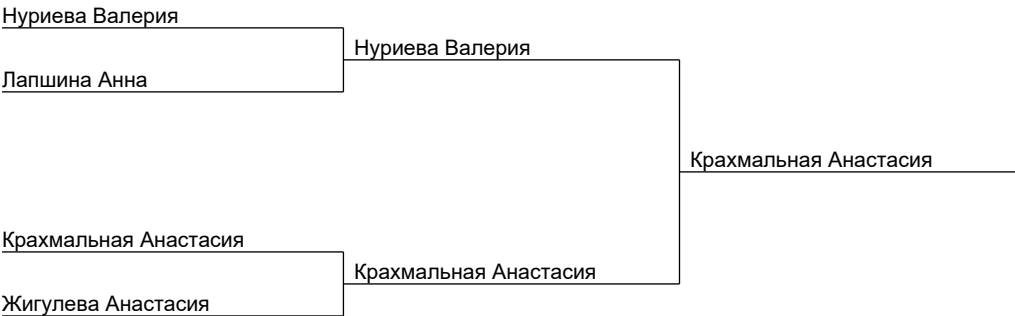 Нуриева Валерия
Нуриева Валерия
Лапшина Анна
Крахмальная Анастасия
Крахмальная Анастасия
Крахмальная Анастасия
Жигулева Анастасия